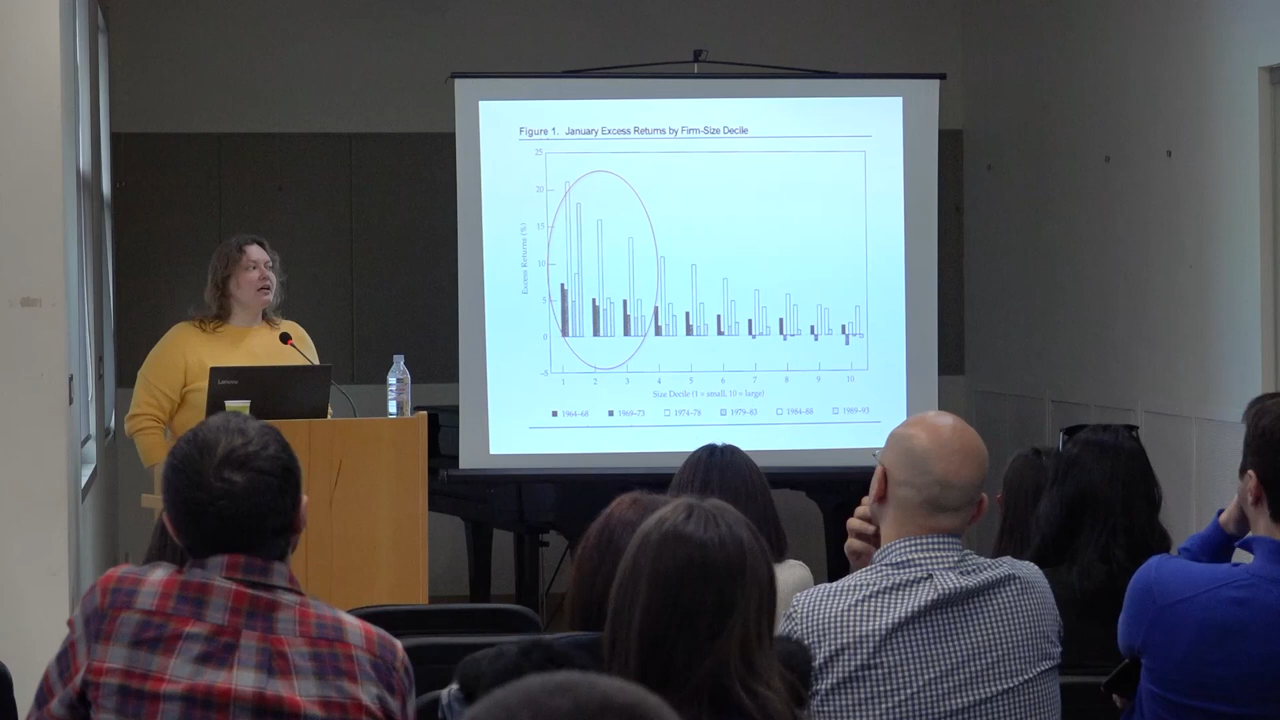 Figure 1. January Excess Returns by Firm-Size Decile
25
20
15
10
5
0
-5
Excess Returns (%)
1 2 3 4 5 6 7 8 9 10
Size Decile (1 = small, 10 = large)
1964–68 1969–73 1974–78 1979–83 1984–88 1989–93
Lenovo